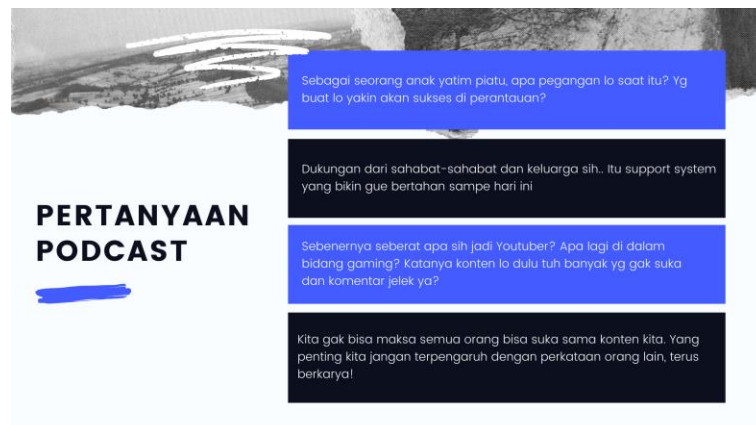 PERTANYAAN
PODCAST
Sebagai seorang anak yatim piatu, apa pegangan lo saat itu? Yg
buat lo yakin akan sukses di perantauan?
Dukungan dari sahabat-sahabat dan keluarga sih.. Itu support system
yang bikin gue bertahan sampe hari ini
Sebenernya seberat apa sih jadi Youtuber? Apa lagi di dalam
bidang gaming? Katanya konten lo dulu tuh banyak yg gak suka
dan komentar jelek ya?
Kita gak bisa maksa semua orang bisa suka sama konten kita. Yang
penting kita jangan terpengaruh dengan perkataan orang lain, terus
berkarya!